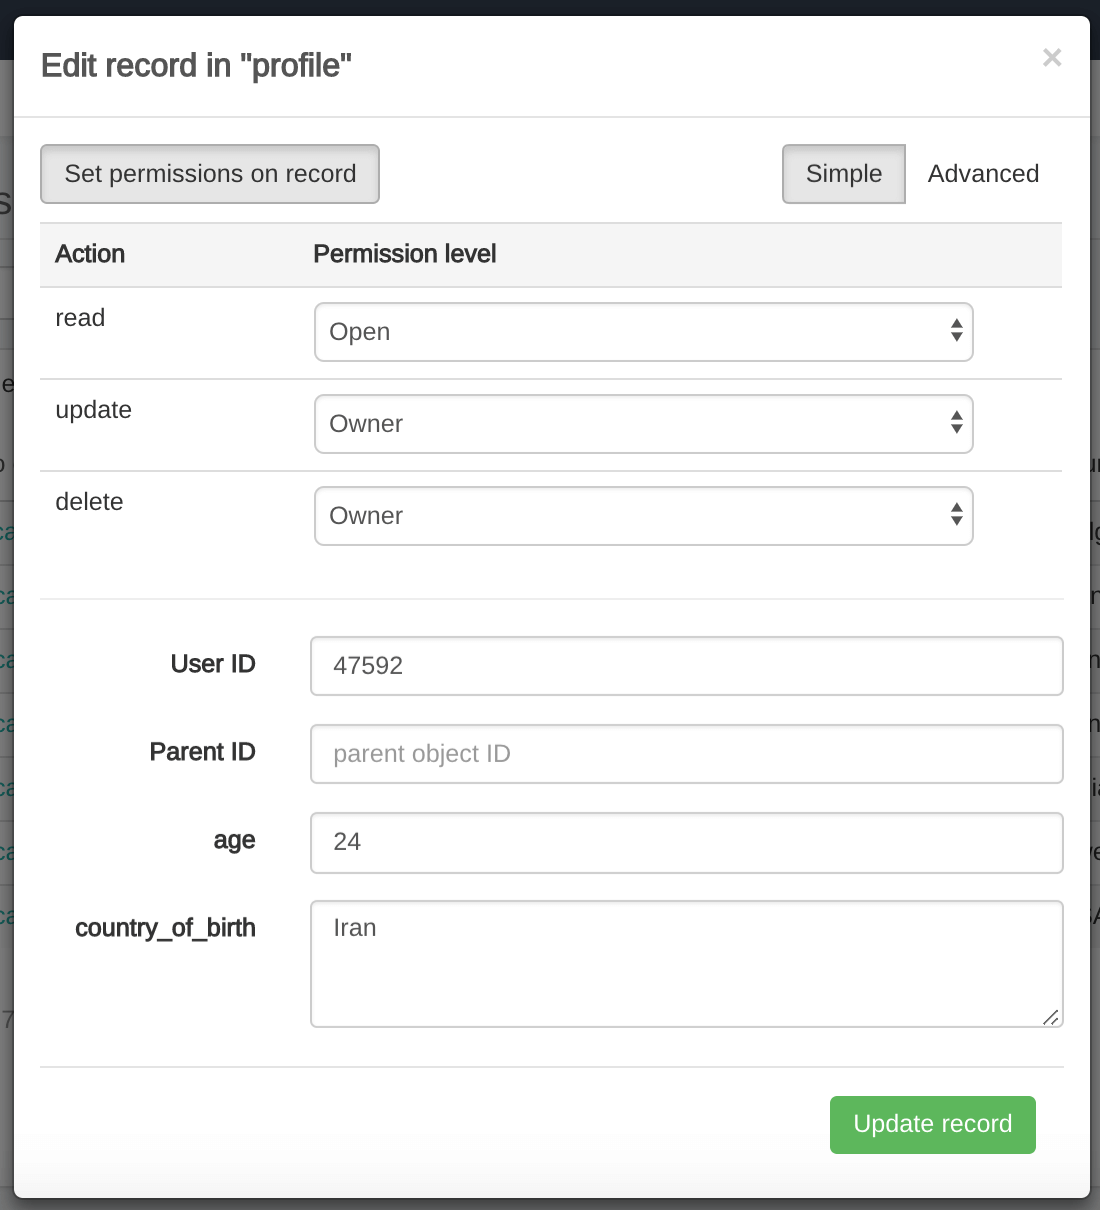 Edit record in "profile"
×
Set permissions on record
Simple
Advanced
Action
Permission level
read
Open
update
Owner
delete
Owner
User ID
47592
Parent ID
parent object ID
age
24
country_of_birth
Iran
Update record